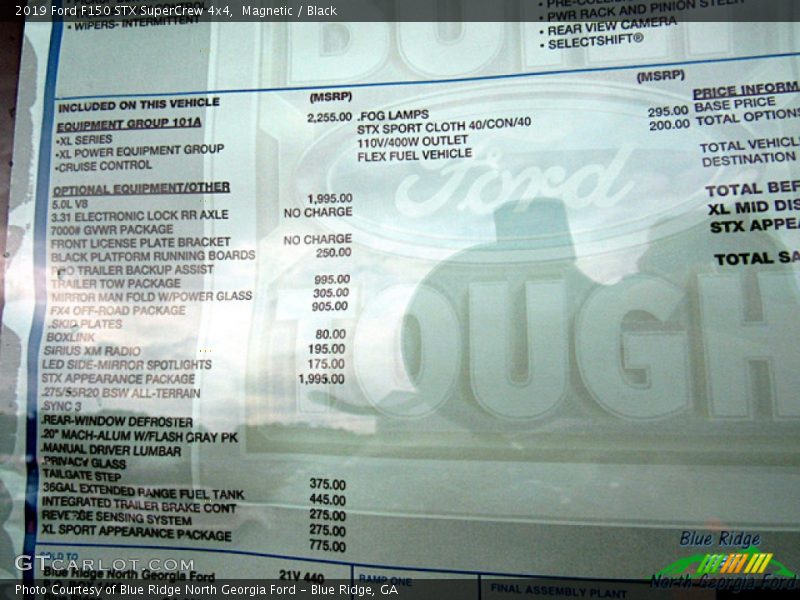 2019 Ford F150 STX SuperCrew 4x4, Magnetic / Black
• WIPERS- INTERMITTENT
• PWR RACK AND PINION STEER
• REAR VIEW CAMERA
• SELECTSHIFT®
BUILT
Ford
TOUGH
INCLUDED ON THIS VEHICLE (MSRP)
EQUIPMENT GROUP 101A 2,255.00
•XL SERIES
•XL POWER EQUIPMENT GROUP
•CRUISE CONTROL
OPTIONAL EQUIPMENT/OTHER
5.0L V8 1,995.00
3.31 ELECTRONIC LOCK RR AXLE NO CHARGE
7000# GVWR PACKAGE
FRONT LICENSE PLATE BRACKET NO CHARGE
BLACK PLATFORM RUNNING BOARDS 250.00
PRO TRAILER BACKUP ASSIST
TRAILER TOW PACKAGE 995.00
MIRROR MAN FOLD W/POWER GLASS 305.00
FX4 OFF-ROAD PACKAGE 905.00
.SKID PLATES
BOXLINK 80.00
SIRIUS XM RADIO 195.00
LED SIDE-MIRROR SPOTLIGHTS 175.00
STX APPEARANCE PACKAGE 1,995.00
.275/55R20 BSW ALL-TERRAIN
.SYNC 3
.REAR-WINDOW DEFROSTER
.20" MACH-ALUM W/FLASH GRAY PK
.MANUAL DRIVER LUMBAR
.PRIVACY GLASS
TAILGATE STEP 375.00
36GAL EXTENDED RANGE FUEL TANK 445.00
INTEGRATED TRAILER BRAKE CONT 275.00
REVERSE SENSING SYSTEM 275.00
XL SPORT APPEARANCE PACKAGE 775.00
(MSRP)
.FOG LAMPS
STX SPORT CLOTH 40/CON/40 295.00
110V/400W OUTLET 200.00
FLEX FUEL VEHICLE
PRICE INFORM
BASE PRICE
TOTAL OPTIONS
TOTAL VEHICL
DESTINATION
TOTAL BEF
XL MID DIS
STX APPEA
TOTAL SA
SOLD TO
Blue Ridge North Georgia Ford 21V 440
RAMP ONE
FINAL ASSEMBLY PLANT
GTCARLOT.COM
Blue Ridge
North Georgia Ford
Photo Courtesy of Blue Ridge North Georgia Ford – Blue Ridge, GA